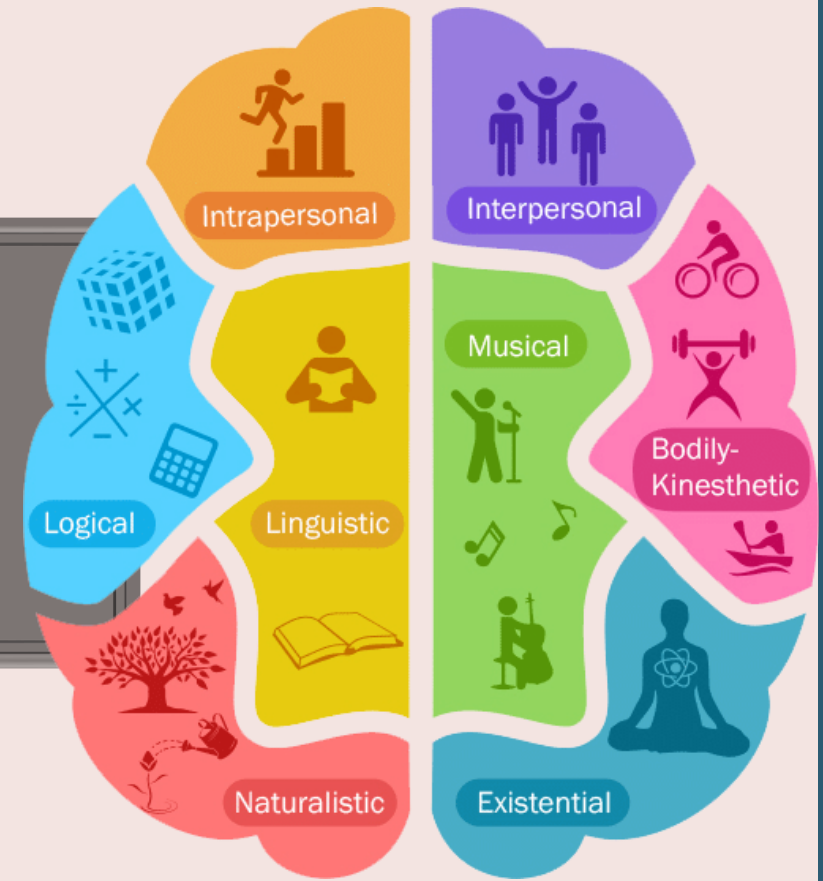 Intrapersonal
Interpersonal
Musical
Bodily-
Kinesthetic
Logical
Linguistic
Naturalistic
Existential